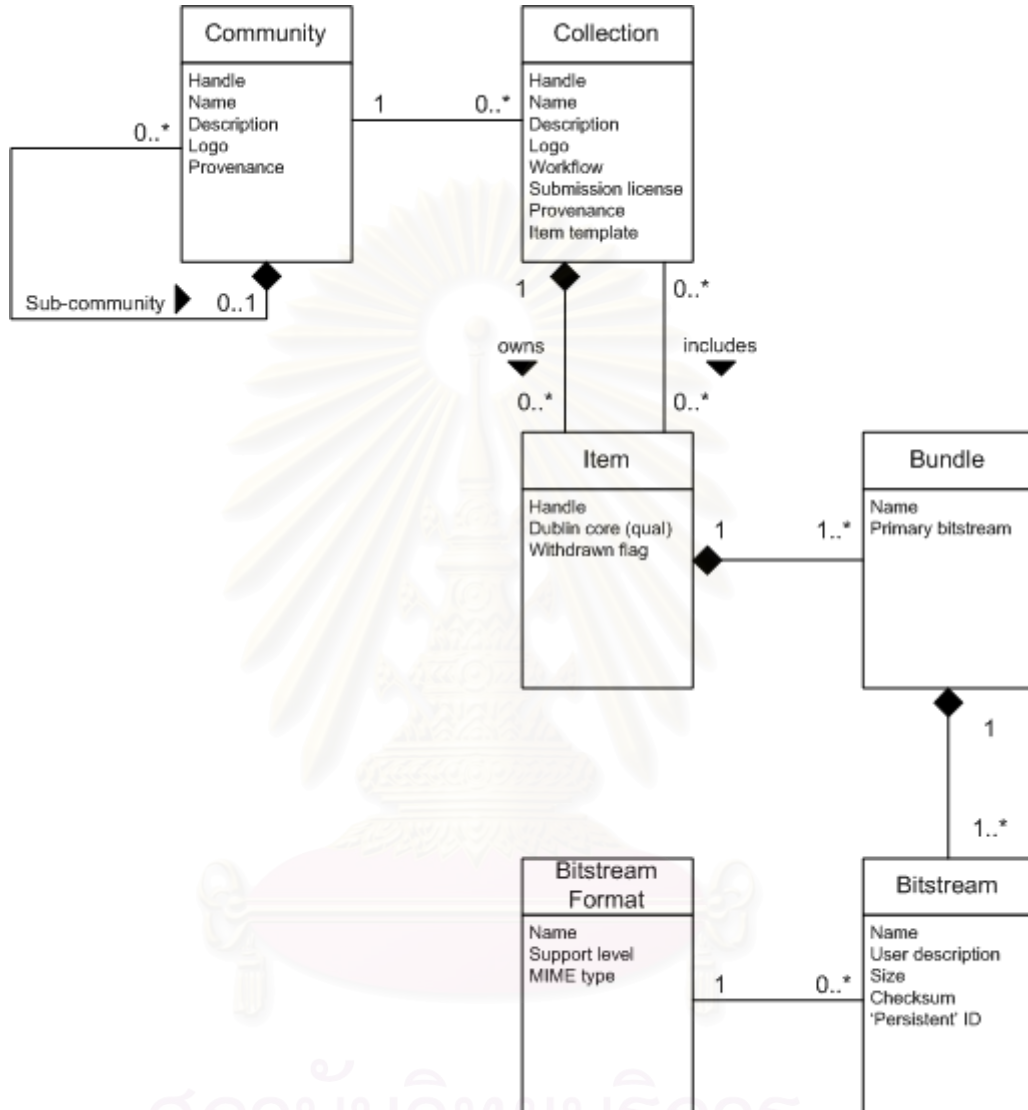 Community
Handle
Name
Description
Logo
Provenance
Collection
Handle
Name
Description
Logo
Workflow
Submission license
Provenance
Item template
1
0..*
0..*
Sub-community
0..1
1
0..*
owns
includes
0..*
0..*
Item
Handle
Dublin core (qual)
Withdrawn flag
1
1..*
Bundle
Name
Primary bitstream
1
1..*
Bitstream
Format
Name
Support level
MIME type
1
0..*
Bitstream
Name
User description
Size
Checksum
'Persistent' ID